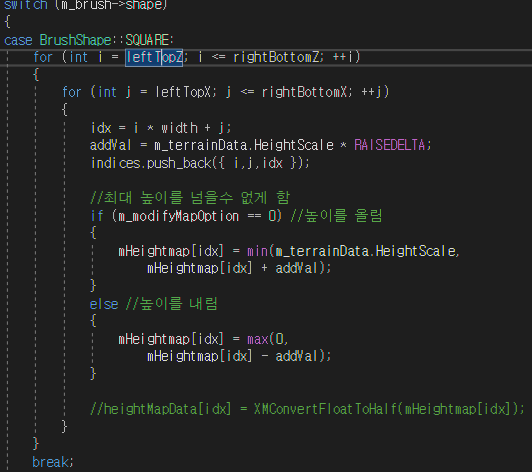 switch (m_brush->shape)
{
case BrushShape::SQUARE:
for (int i = leftTopZ; i <= rightBottomZ; ++i)
{
for (int j = leftTopX; j <= rightBottomX; ++j)
{
idx = i * width + j;
addVal = m_terrainData.HeightScale * RAISEDELTA;
indices.push_back({ i,j,idx });
//최대 높이를 넘을수 없게 함
if (m_modifyMapOption == 0) //높이를 올림
{
mHeightmap[idx] = min(m_terrainData.HeightScale,
mHeightmap[idx] + addVal);
}
else //높이를 내림
{
mHeightmap[idx] = max(0,
mHeightmap[idx] - addVal);
}
//heightMapData[idx] = XMConvertFloatToHalf(mHeightmap[idx]);
}
}
break;